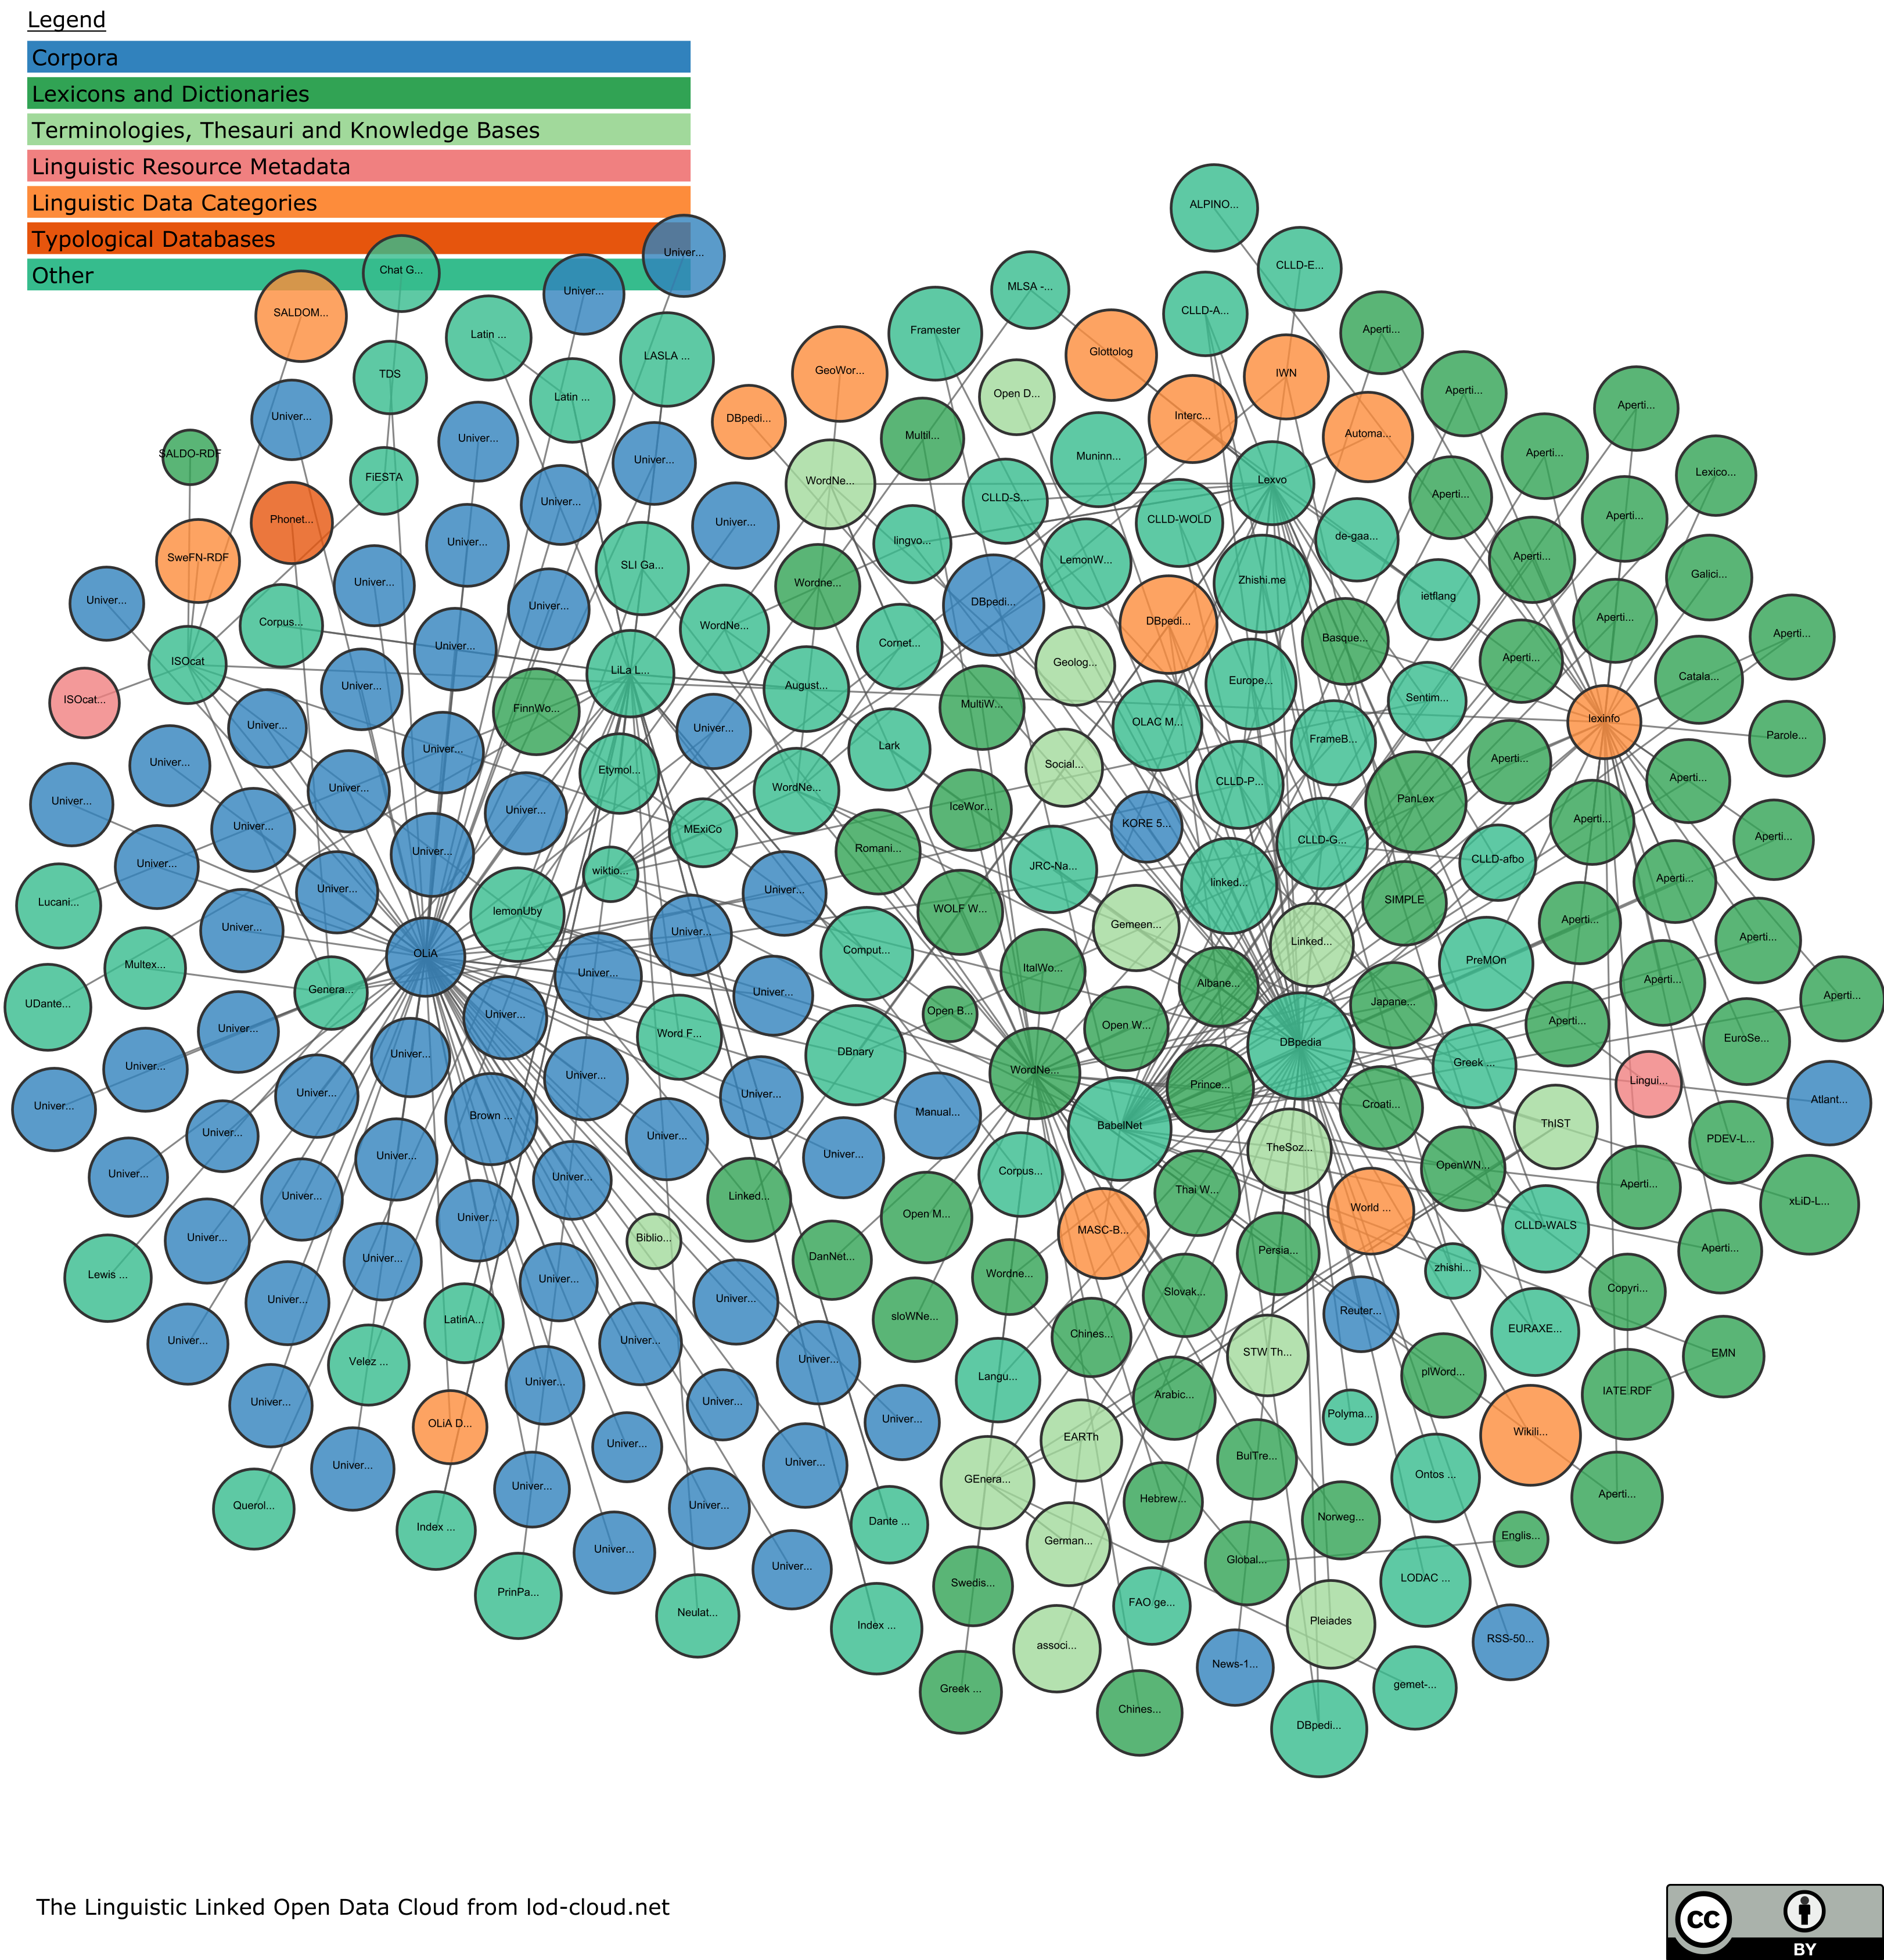 Legend
Corpora
Lexicons and Dictionaries
Terminologies, Thesauri and Knowledge Bases
Linguistic Resource Metadata
Linguistic Data Categories
Typological Databases
Other
ALPINO...
Univer...
CLLD-E...
Chat G...
MLSA -...
Univer...
SALDOM...
CLLD-A...
Framester
Aperti...
Latin ...
Glottolog
LASLA ...
GeoWor...
TDS
IWN
Aperti...
Open D...
Latin ...
Aperti...
Univer...
DBpedi...
Interc...
Automa...
Multil...
Univer...
SALDO-RDF
Aperti...
Muninn...
Univer...
Lexico...
FiESTA
WordNe...
Lexvo
Aperti...
CLLD-S...
Univer...
Aperti...
Phonet...
CLLD-WOLD
Univer...
de-gaa...
Univer...
lingvo...
SweFN-RDF
Aperti...
LemonW...
SLI Ga...
Galici...
Univer...
Wordne...
Zhishi.me
ietflang
Univer...
DBpedi...
Univer...
Aperti...
Corpus...
DBpedi...
WordNe...
Aperti...
Basque...
Cornet...
Univer...
Aperti...
ISOcat
Geolog...
LiLa L...
Catala...
Europe...
Univer...
August...
ISOcat...
Sentim...
MultiW...
FinnWo...
lexinfo
OLAC M...
Univer...
Univer...
Parole...
FrameB...
Lark
Univer...
Aperti...
Univer...
Social...
Etymol...
Aperti...
CLLD-P...
Univer...
WordNe...
PanLex
Univer...
IceWor...
Univer...
Aperti...
KORE 5...
Univer...
MExiCo
Aperti...
CLLD-G...
Romani...
Univer...
CLLD-afbo
Univer...
JRC-Na...
wiktio...
Aperti...
linked...
Univer...
Univer...
SIMPLE
Lucani...
WOLF W...
lemonUby
Aperti...
Gemeen...
Univer...
Univer...
Aperti...
Linked...
Comput...
OLiA
PreMOn
Multex...
ItalWo...
Univer...
Aperti...
Albane...
Genera...
Univer...
Aperti...
UDante...
Japane...
Open B...
Univer...
Aperti...
Open W...
Univer...
Word F...
EuroSe...
DBpedia
DBnary
Univer...
Greek ...
Univer...
WordNe...
Univer...
Lingui...
Prince...
Univer...
Univer...
Atlant...
Univer...
Croati...
Manual...
Brown ...
BabelNet
ThIST
Univer...
Univer...
PDEV-L...
TheSoz...
Univer...
Univer...
OpenWN...
Corpus...
Univer...
Univer...
Aperti...
Thai W...
Linked...
Univer...
xLiD-L...
World ...
Open M...
Univer...
CLLD-WALS
MASC-B...
Univer...
Biblio...
Aperti...
Persia...
DanNet...
Univer...
zhishi...
Lewis ...
Wordne...
Univer...
Copyri...
Slovak...
Univer...
Univer...
Reuter...
sloWNe...
LatinA...
EURAXE...
Chines...
Univer...
Univer...
EMN
STW Th...
Univer...
Velez ...
plWord...
Langu...
Univer...
IATE RDF
Arabic...
Univer...
Univer...
Polyma...
Univer...
OLiA D...
Wikili...
EARTh
Univer...
BulTre...
Univer...
Univer...
Ontos ...
GEnera...
Univer...
Aperti...
Hebrew...
Querol...
Univer...
Norweg...
Dante ...
Index ...
Englis...
German...
Univer...
Global...
Univer...
LODAC ...
Swedis...
PrinPa...
FAO ge...
Neulat...
Pleiades
Index ...
RSS-50...
associ...
News-1...
gemet-...
Greek ...
Chines...
DBpedi...
The Linguistic Linked Open Data Cloud from lod-cloud.net
cc
BY